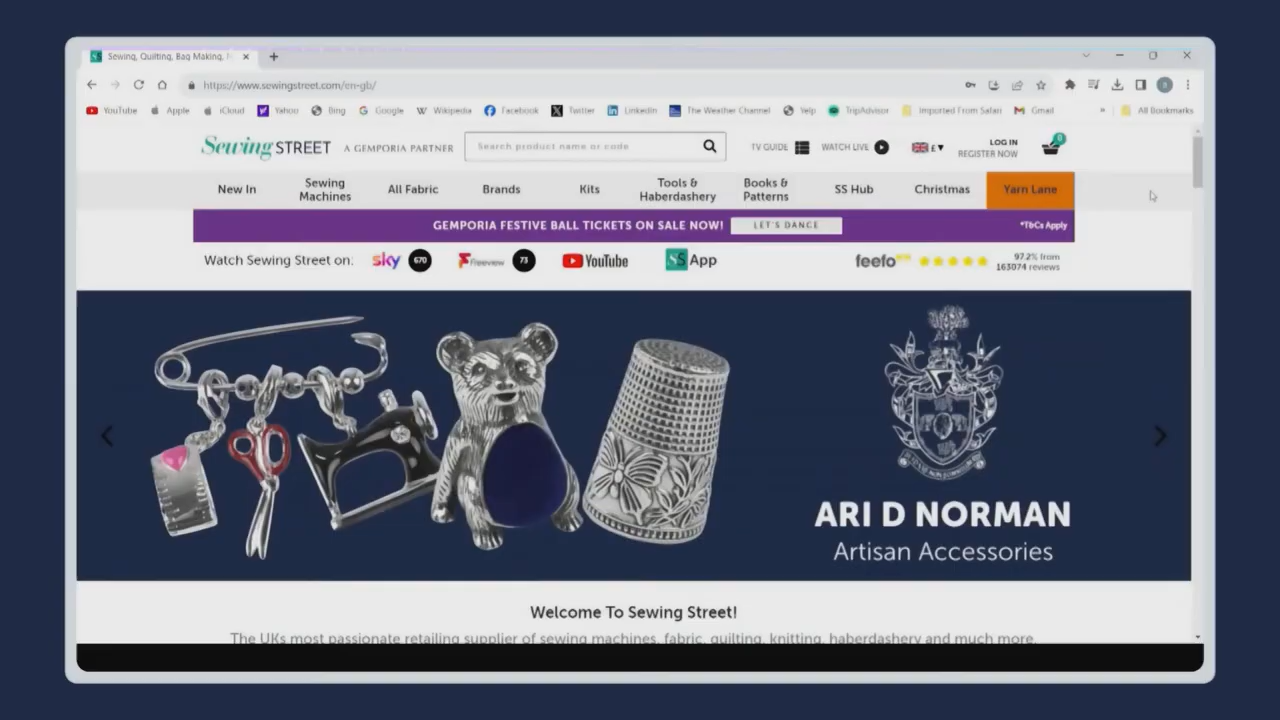 Sewing, Quilting, Bag Making,
https://www.sewingstreet.com/en-gb/
YouTube Apple iCloud Yahoo Bing Google Wikipedia Facebook Twitter LinkedIn The Weather Channel Yelp TripAdvisor Imported From Safari Gmail » All Bookmarks
Sewing STREET A GEMPORIA PARTNER Search product name or code TV GUIDE WATCH LIVE £ LOG IN 0
REGISTER NOW
New In Sewing Machines All Fabric Brands Kits Tools & Haberdashery Books & Patterns SS Hub Christmas Yarn Lane
GEMPORIA FESTIVE BALL TICKETS ON SALE NOW! LET'S DANCE *T&Cs Apply
Watch Sewing Street on: sky 670 Freeview 73 YouTube SS App feefo 97.2% from
163074 reviews
ARI D NORMAN
Artisan Accessories
Welcome To Sewing Street!
The UKs most passionate retailing supplier of sewing machines, fabric, quilting, knitting, haberdashery and much more.